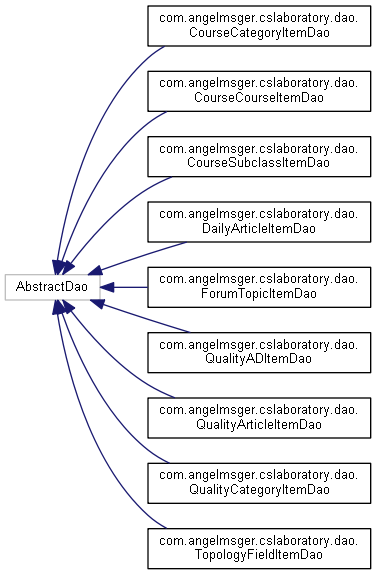 com.angelmsger.cslaboratory.dao.
CourseCategoryItemDao
com.angelmsger.cslaboratory.dao.
CourseCourseItemDao
com.angelmsger.cslaboratory.dao.
CourseSubclassItemDao
com.angelmsger.cslaboratory.dao.
DailyArticleItemDao
AbstractDao
com.angelmsger.cslaboratory.dao.
ForumTopicItemDao
com.angelmsger.cslaboratory.dao.
QualityADItemDao
com.angelmsger.cslaboratory.dao.
QualityArticleItemDao
com.angelmsger.cslaboratory.dao.
QualityCategoryItemDao
com.angelmsger.cslaboratory.dao.
TopologyFieldItemDao